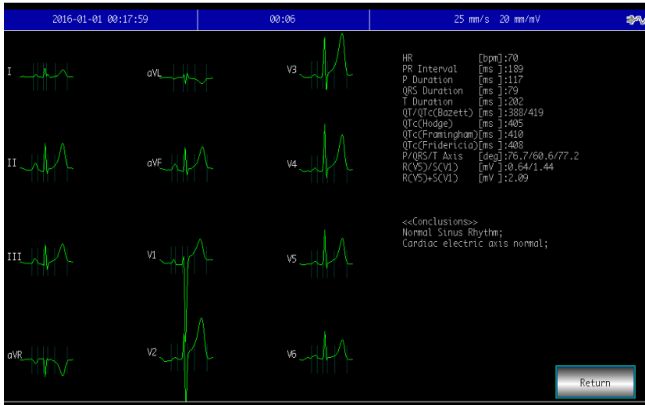 2016-01-01 00:17:59 00:06 25 mm/s 20 mm/mV
I aVL V3
II aVF V4
III V1 V5
aVR V2 V6
HR [bpm]:70
PR Interval [ms ]:189
P Duration [ms ]:117
QRS Duration [ms ]:79
T Duration [ms ]:202
QT/QTc(Bazett) [ms ]:388/419
QTc(Hodge) [ms ]:405
QTc(Framingham)[ms ]:410
QTc(Fridericia)[ms ]:408
P/QRS/T Axis [deg]:76.7/60.6/77.2
R(V5)/S(V1) [mV ]:0.64/1.44
R(V5)+S(V1) [mV ]:2.09
<<Conclusions>>
Normal Sinus Rhythm;
Cardiac electric axis normal;
Return